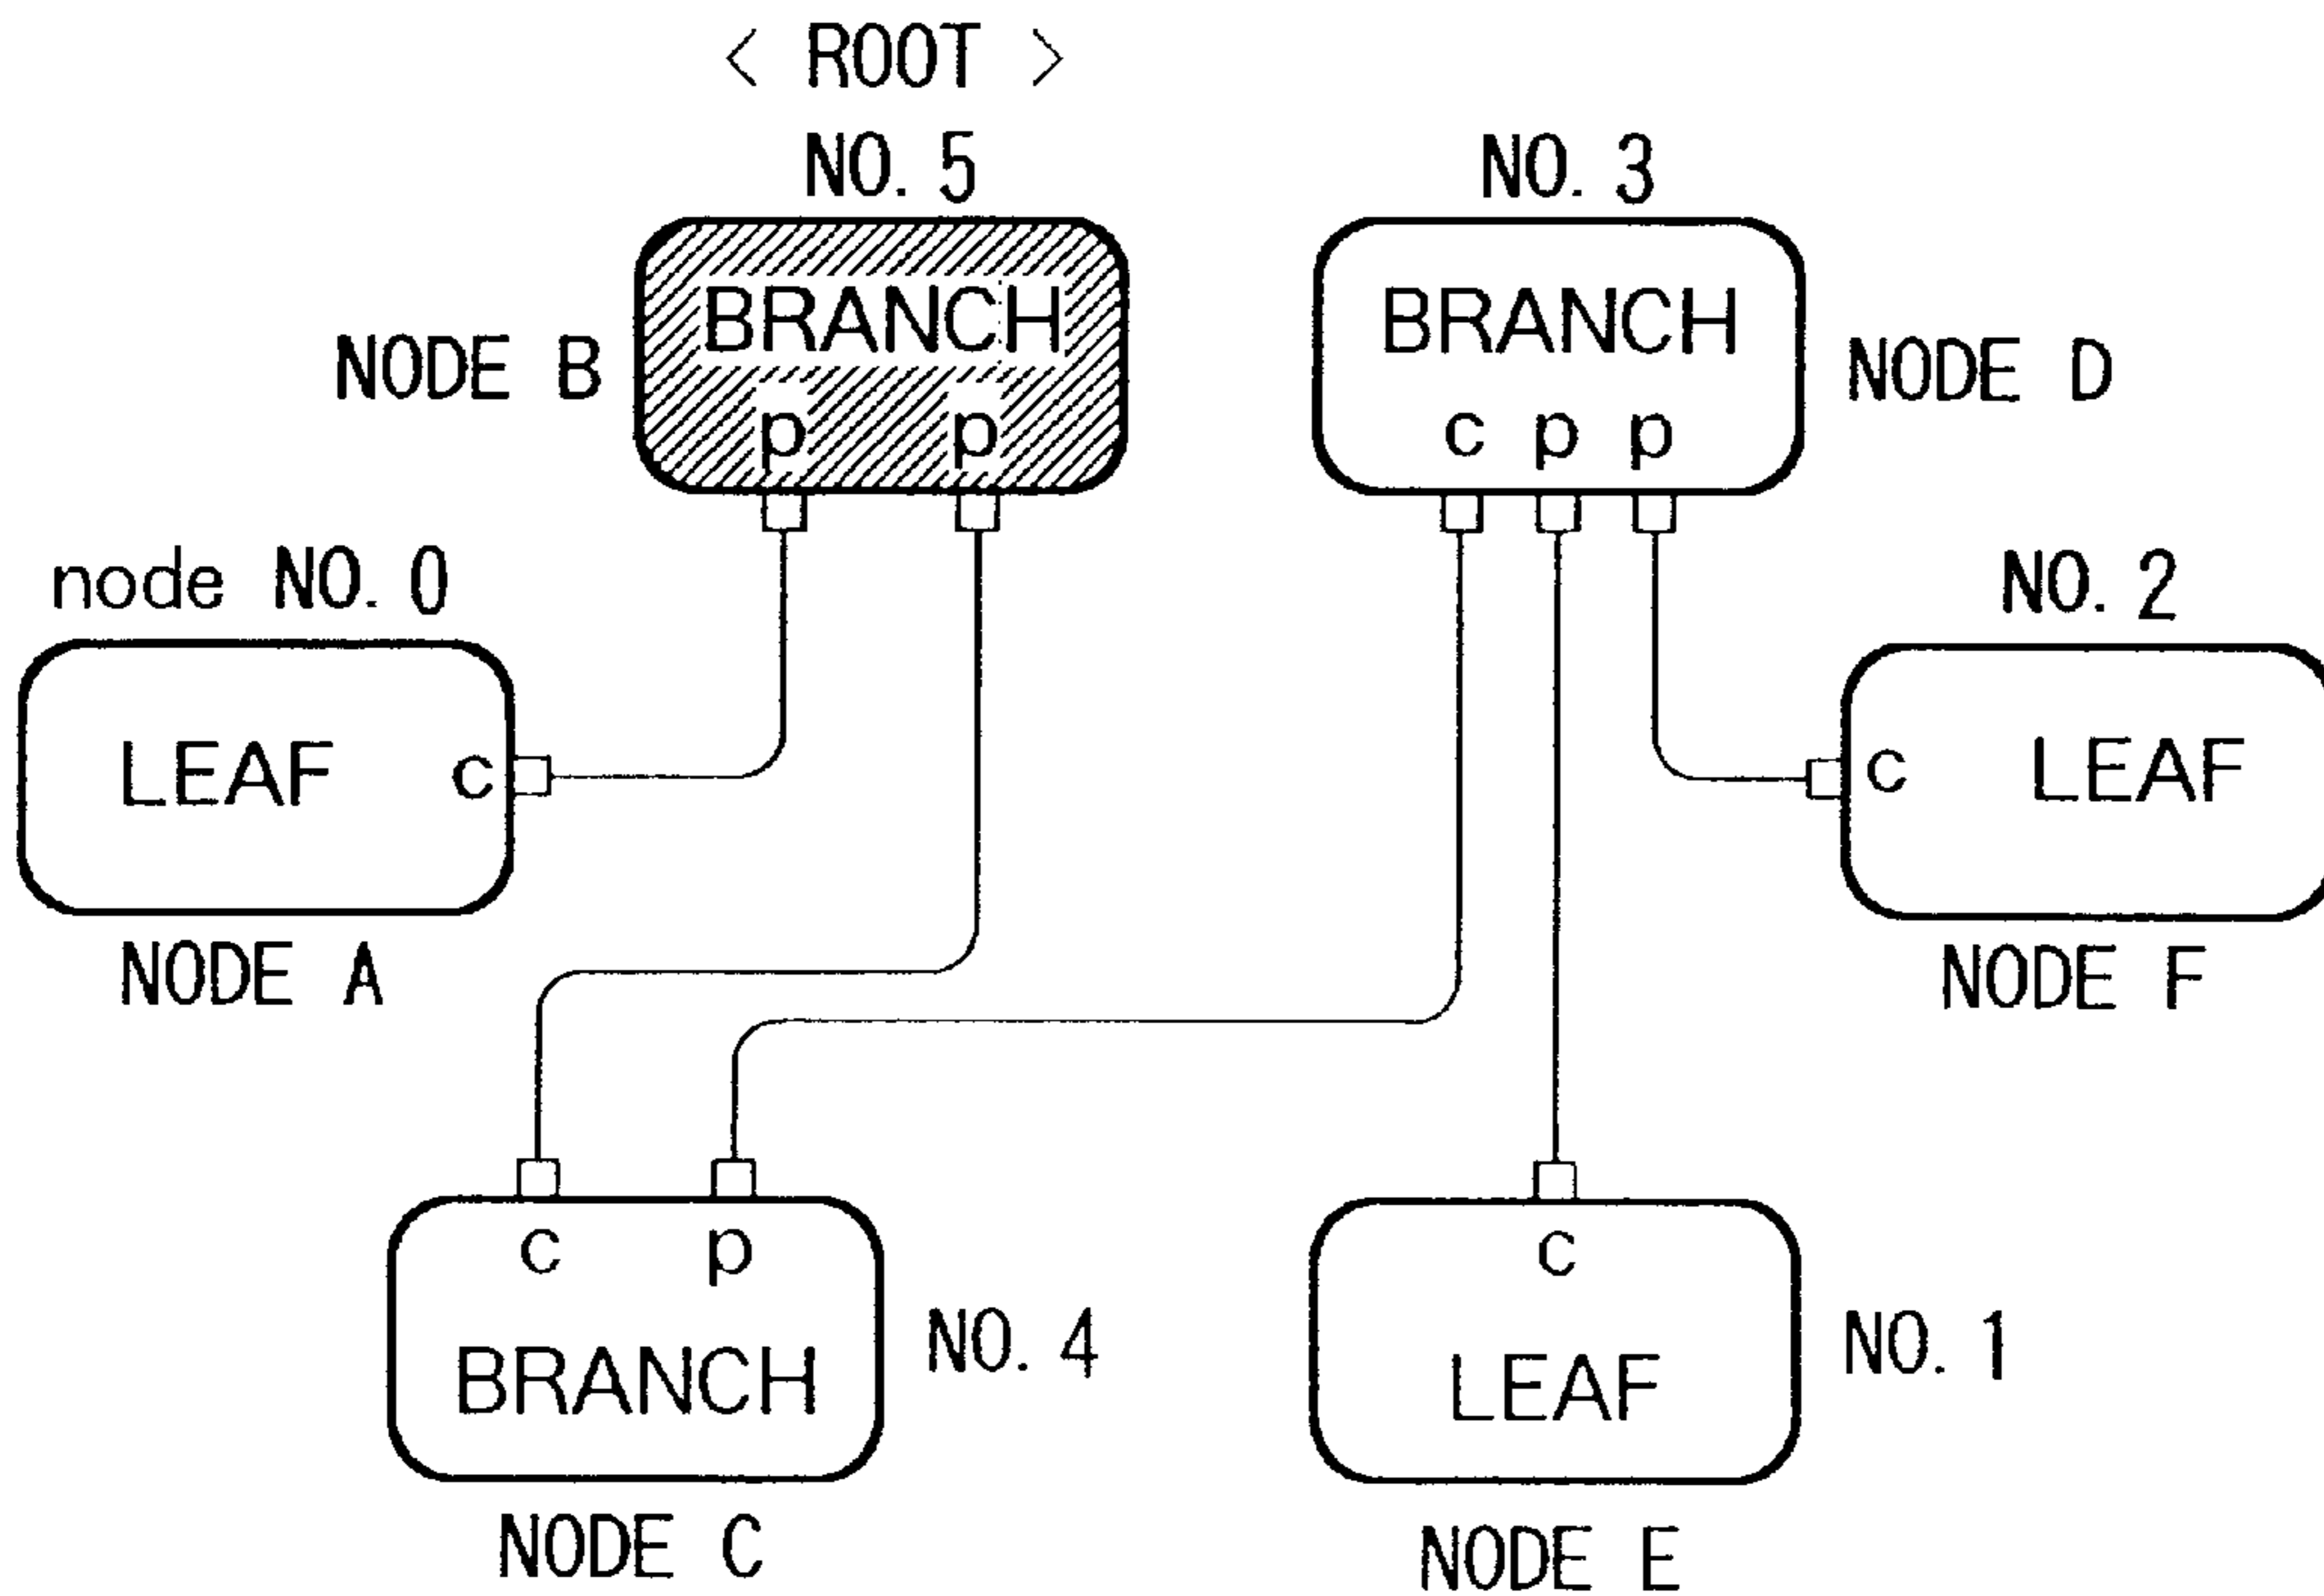 < ROOT >
NO. 5
NO. 3
BRANCH
BRANCH
NODE B
NODE D
p p
c p p
node NO. 0
NO. 2
LEAF c
c LEAF
NODE A
NODE F
c p
c
NO. 4
NO. 1
BRANCH
LEAF
NODE C
NODE E